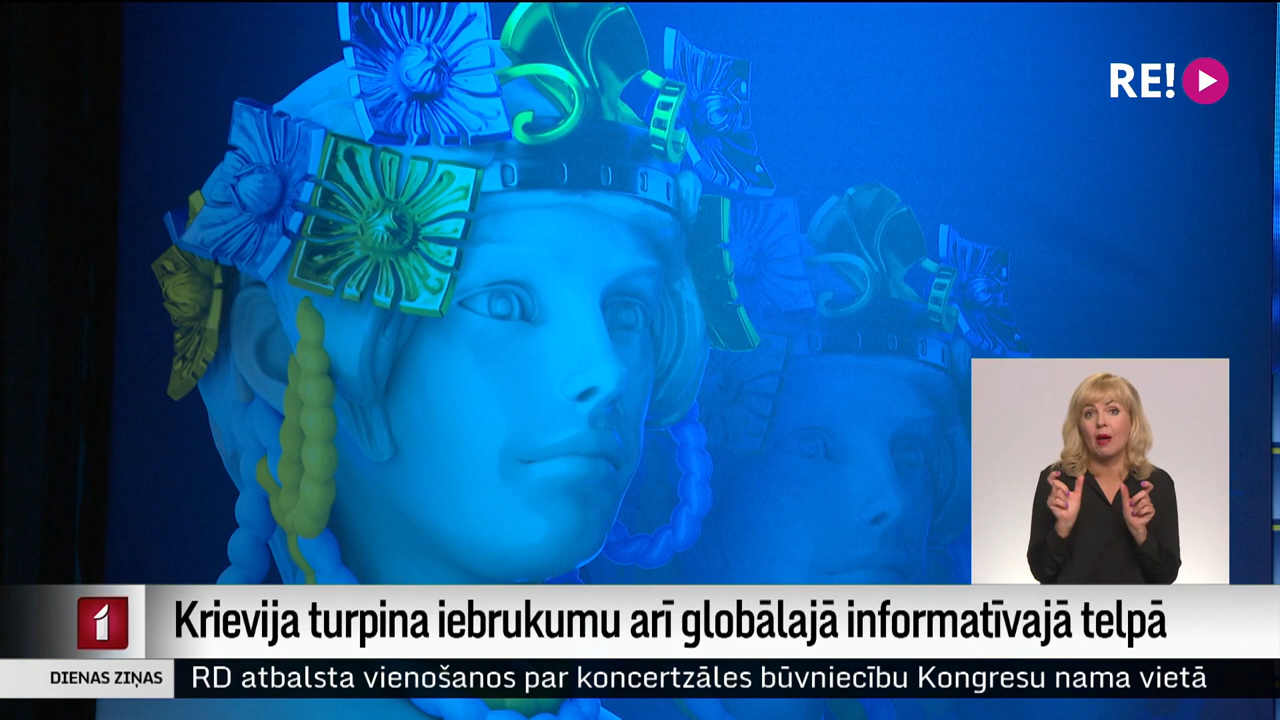 RE!
1
Krievija turpina iebrukumu arī globālajā informatīvajā telpā
DIENAS ZIŅAS
RD atbalsta vienošanos par koncertzāles būvniecību Kongresu nama vietā